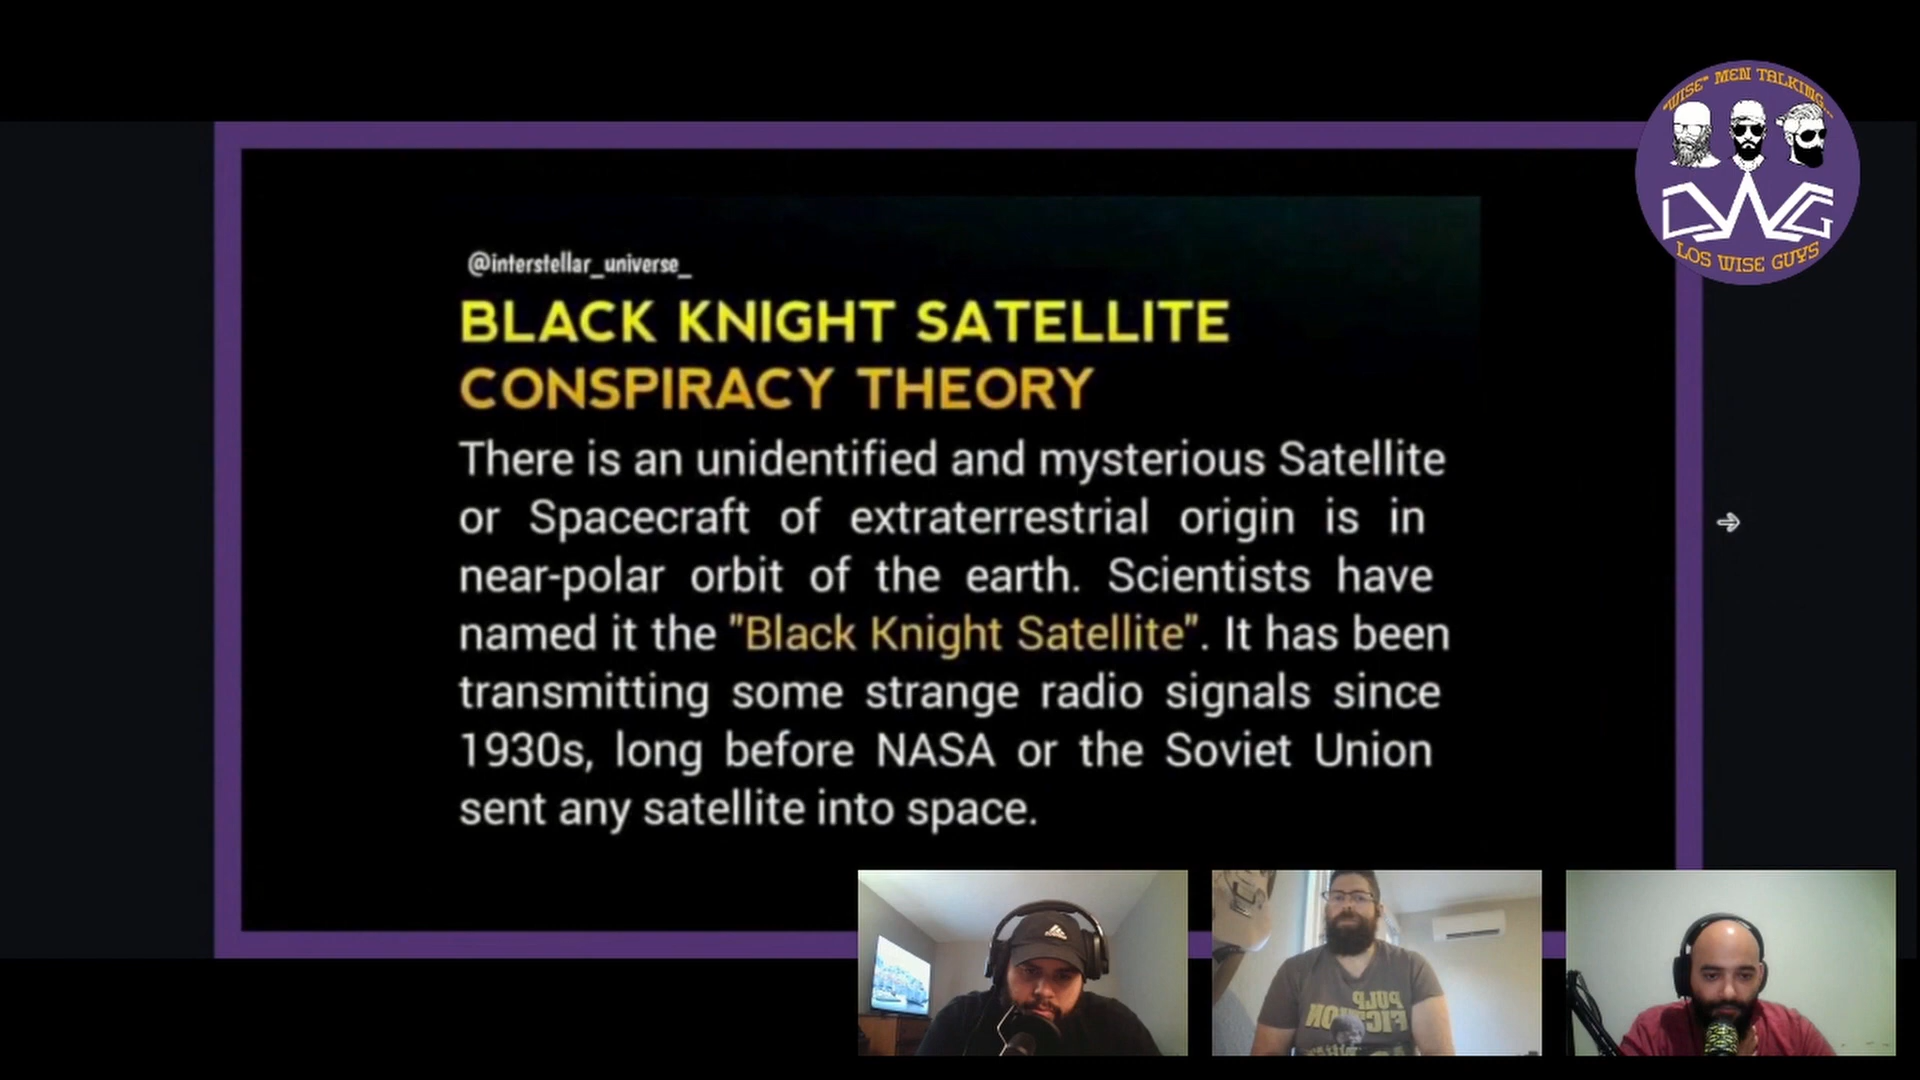 "WISE" MEN TALKING...
LWG
LOS WISE GUYS
@interstellar_universe_
BLACK KNIGHT SATELLITE
CONSPIRACY THEORY
There is an unidentified and mysterious Satellite
or Spacecraft of extraterrestrial origin is in
near-polar orbit of the earth. Scientists have
named it the "Black Knight Satellite". It has been
transmitting some strange radio signals since
1930s, long before NASA or the Soviet Union
sent any satellite into space.
PULP
FICTION